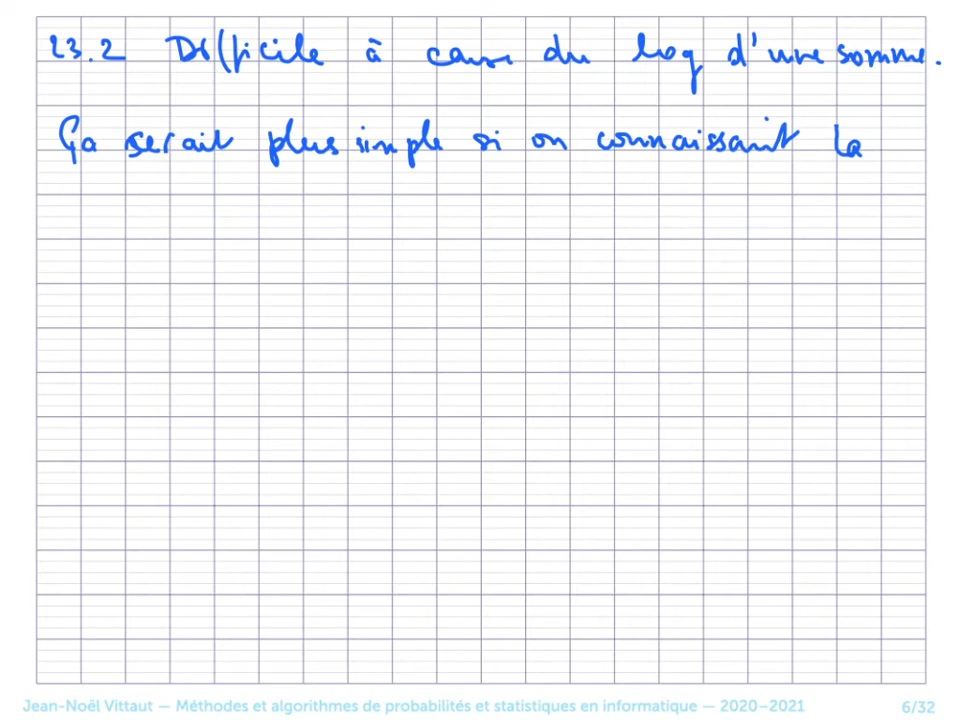 23.2 Difficile à cause du log d'une somme.
Ça serait plus simple si on connaissait la
Jean-Noël Vittaut — Méthodes et algorithmes de probabilités et statistiques en informatique — 2020–2021
6/32